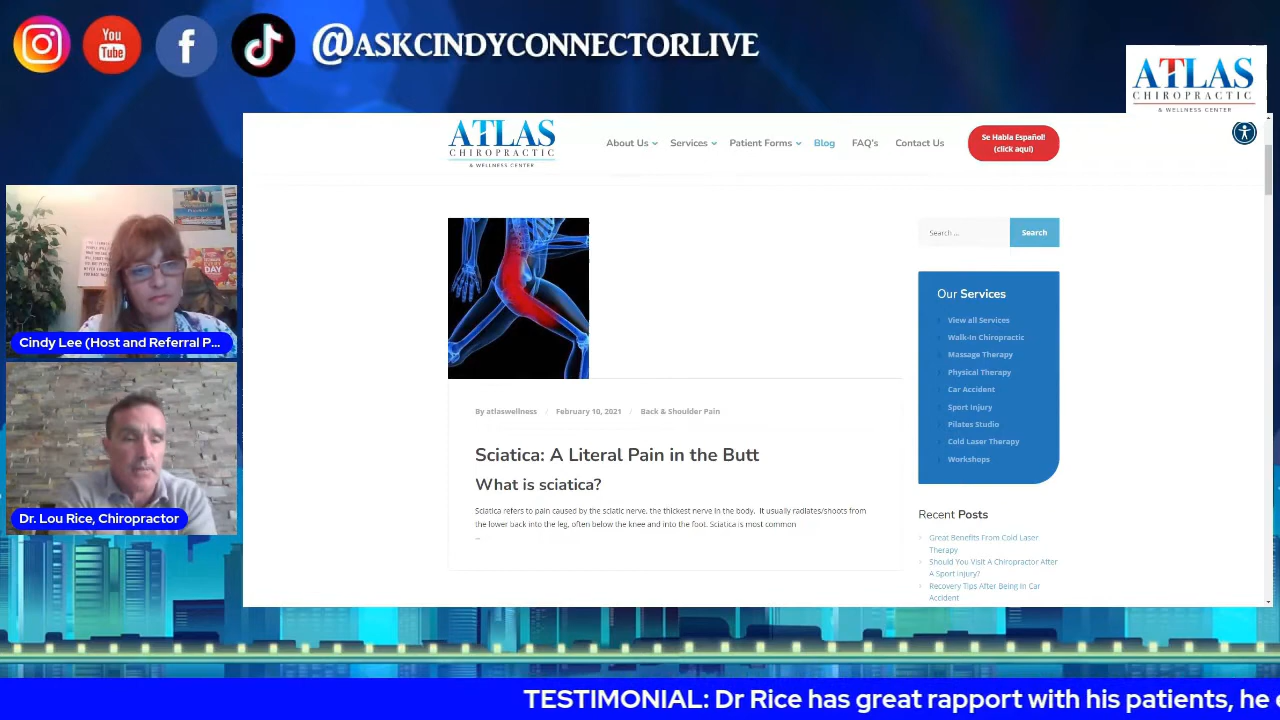 You
Tube
@ASKCINDYCONNECTORLIVE
ATLAS
CHIROPRACTIC
& WELLNESS CENTER
ATLAS
CHIROPRACTIC
& WELLNESS CENTER
About Us
Services
Patient Forms
Blog
FAQ's
Contact Us
Se Habla Español!
(click aquí)
Cindy Lee (Host and Referral P...
Dr. Lou Rice, Chiropractor
By atlaswellness / February 10, 2021 / Back & Shoulder Pain
Sciatica: A Literal Pain in the Butt
What is sciatica?
Sciatica refers to pain caused by the sciatic nerve, the thickest nerve in the body. It usually radiates/shoots from
the lower back into the leg, often below the knee and into the foot. Sciatica is most common
...
Search ...
Search
Our Services
View all Services
Walk-In Chiropractic
Massage Therapy
Physical Therapy
Car Accident
Sport Injury
Pilates Studio
Cold Laser Therapy
Workshops
Recent Posts
Great Benefits From Cold Laser
Therapy
Should You Visit A Chiropractor After
A Sport Injury?
Recovery Tips After Being In Car
Accident
TESTIMONIAL: Dr Rice has great rapport with his patients, he